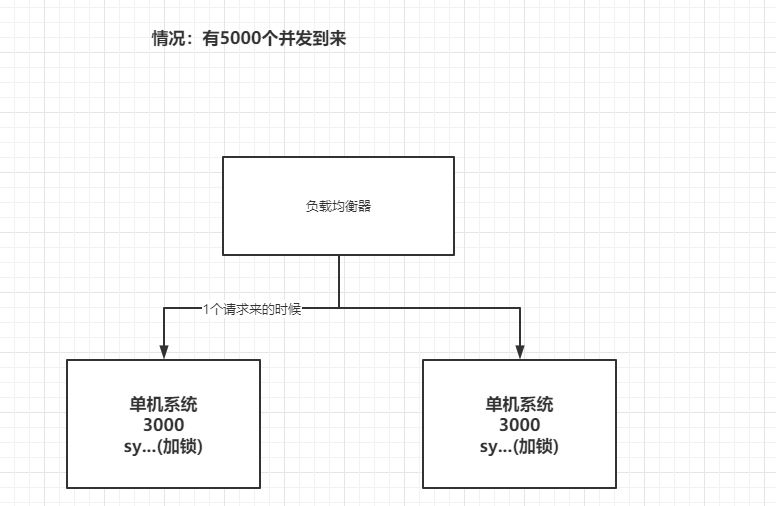 情况：有5000个并发到来
负载均衡器
1个请求来的时候
单机系统
3000
sy...(加锁)
单机系统
3000
sy...(加锁)